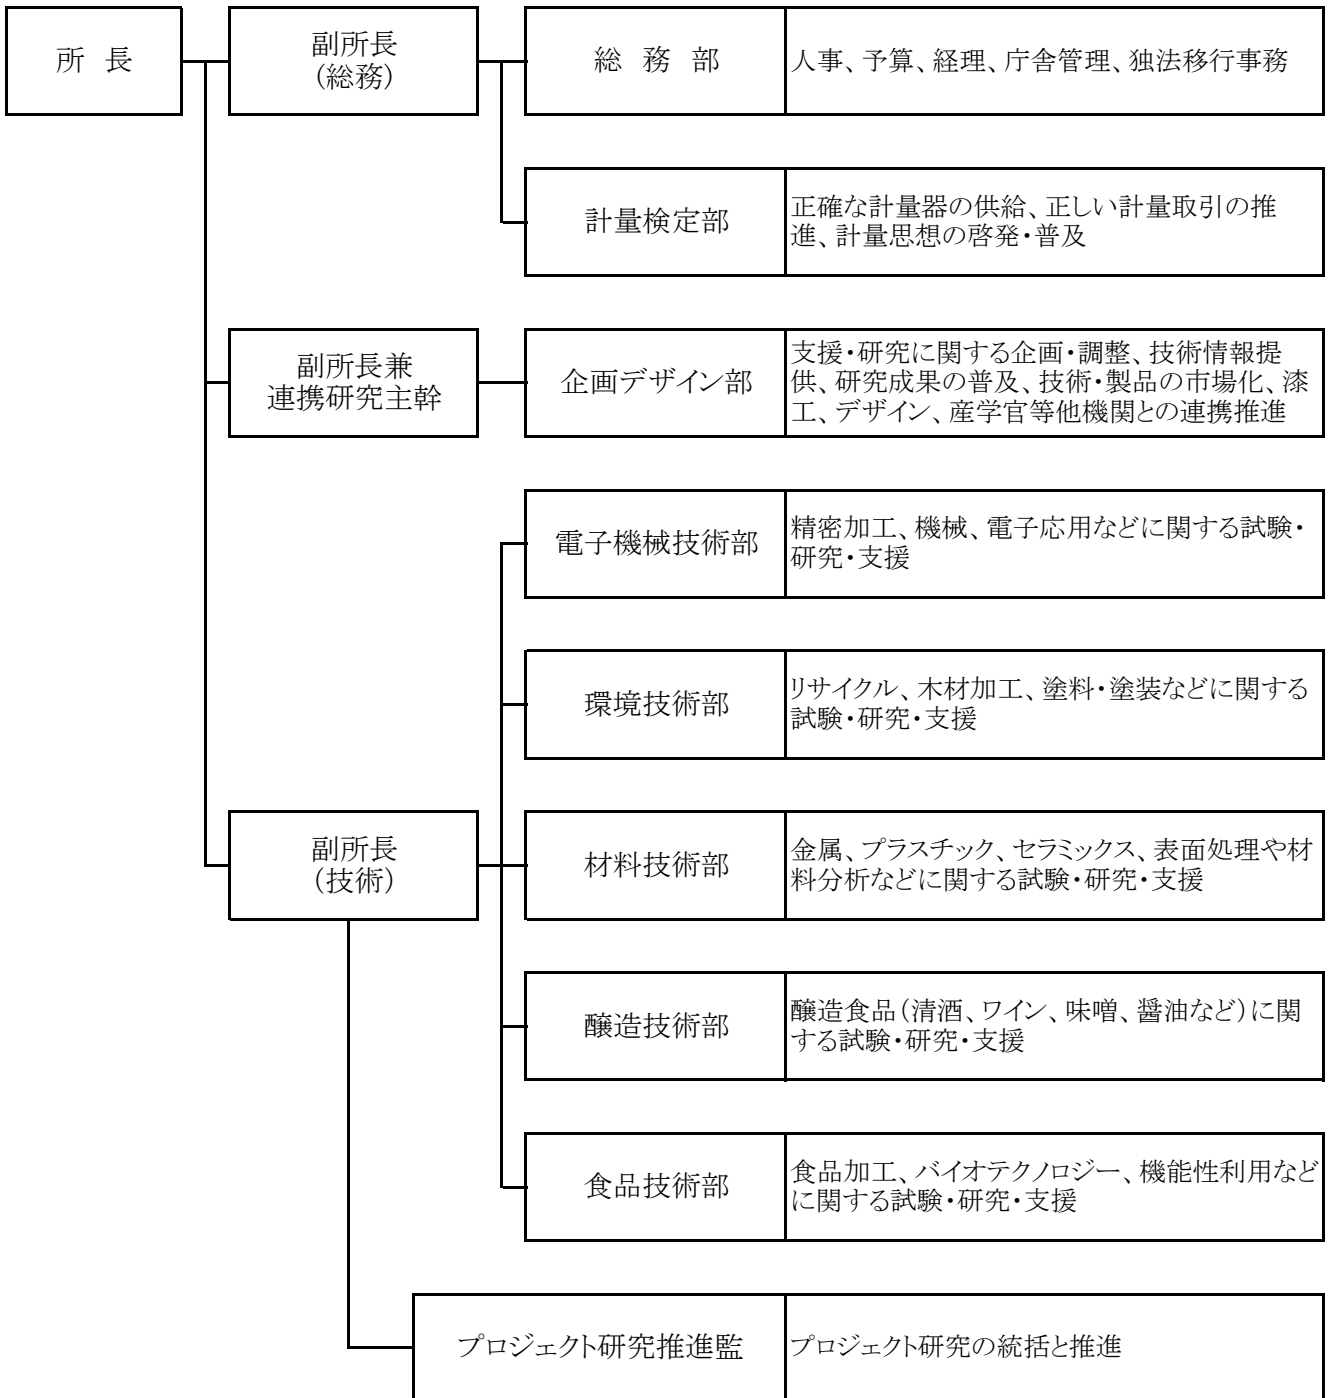 所 長
副所長
(総務)
総 務 部
人事、予算、経理、庁舎管理、独法移行事務
計量検定部
正確な計量器の供給、正しい計量取引の推
進、計量思想の啓発・普及
副所長兼
連携研究主幹
企画デザイン部
支援・研究に関する企画・調整、技術情報提
供、研究成果の普及、技術・製品の市場化、漆
工、デザイン、産学官等他機関との連携推進
電子機械技術部
精密加工、機械、電子応用などに関する試験・
研究・支援
環境技術部
リサイクル、木材加工、塗料・塗装などに関する
試験・研究・支援
副所長
（技術）
材料技術部
金属、プラスチック、セラミックス、表面処理や材
料分析などに関する試験・研究・支援
醸造技術部
醸造食品（清酒、ワイン、味噌、醤油など）に関
する試験・研究・支援
食品技術部
食品加工、バイオテクノロジー、機能性利用など
に関する試験・研究・支援
プロジェクト研究推進監
プロジェクト研究の統括と推進